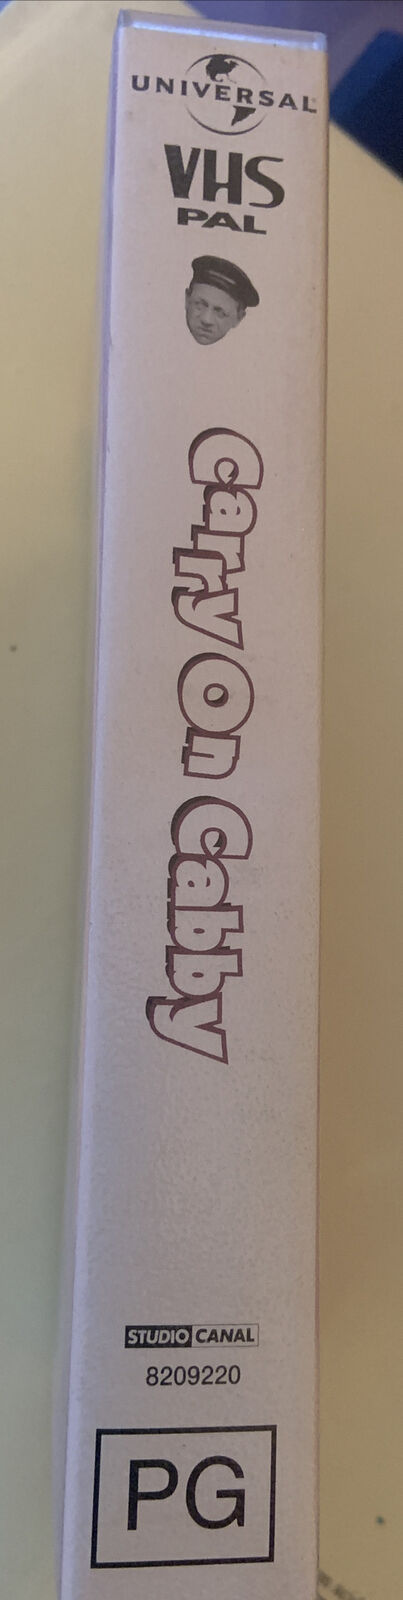 UNIVERSAL
VHS
PAL
Carry On Cabby
STUDIO CANAL
8209220
PG